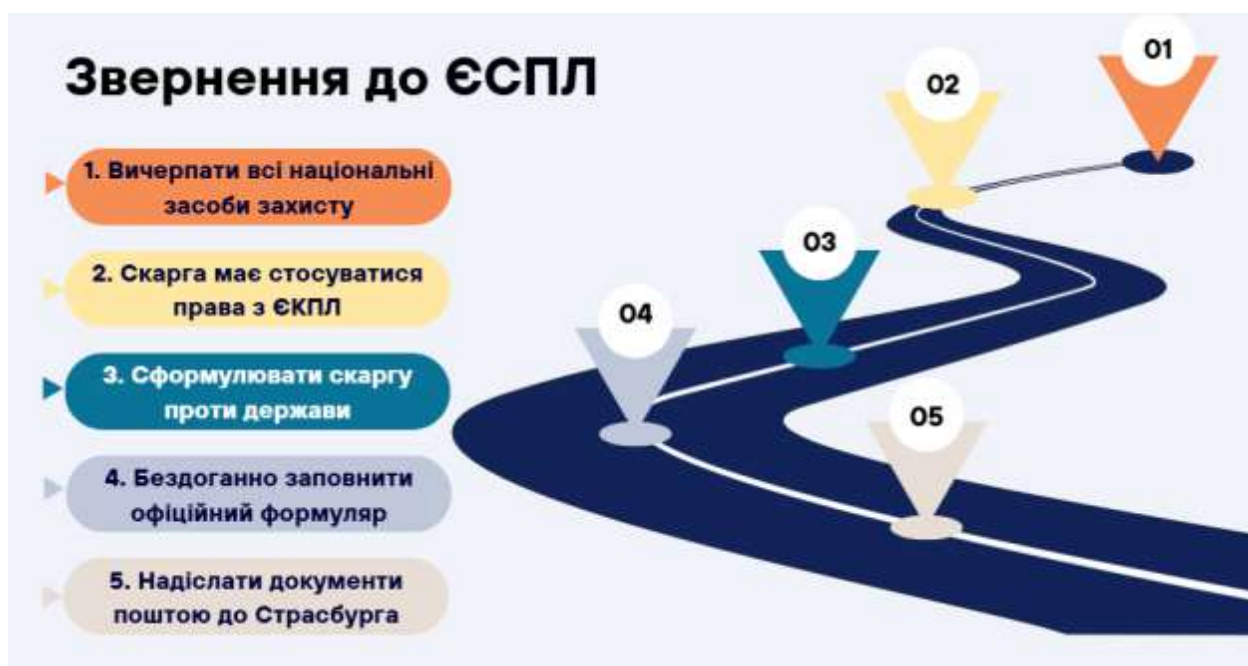 Звернення до ЄСПЛ
1. Вичерпати всі національні
засоби захисту
2. Скарга має стосуватися
права з ЄКПЛ
3. Сформулювати скаргу
проти держави
4. Бездоганно заповнити
офіційний формуляр
5. Надіслати документи
поштою до Страсбурга
01
02
03
04
05